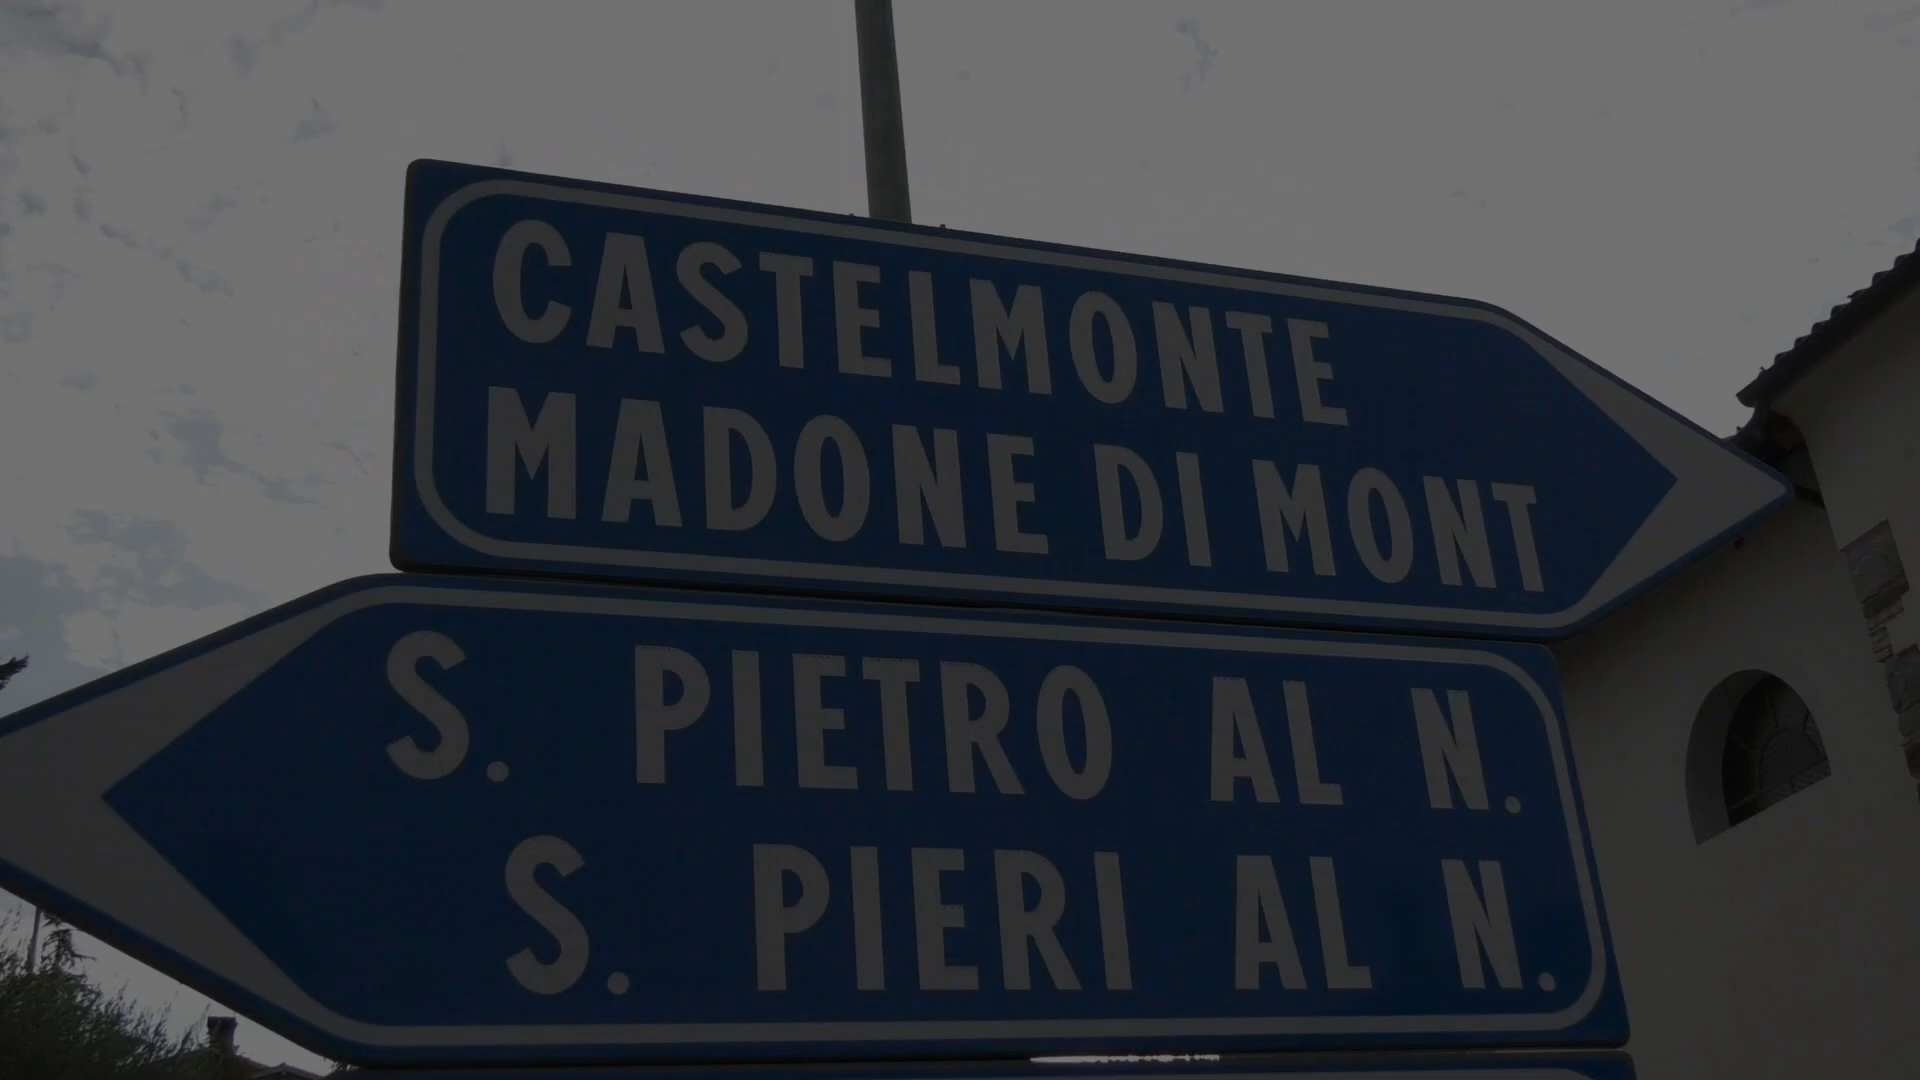 CASTELMONTE
MADONE DI MONT
S. PIETRO AL N.
S. PIERI AL N.